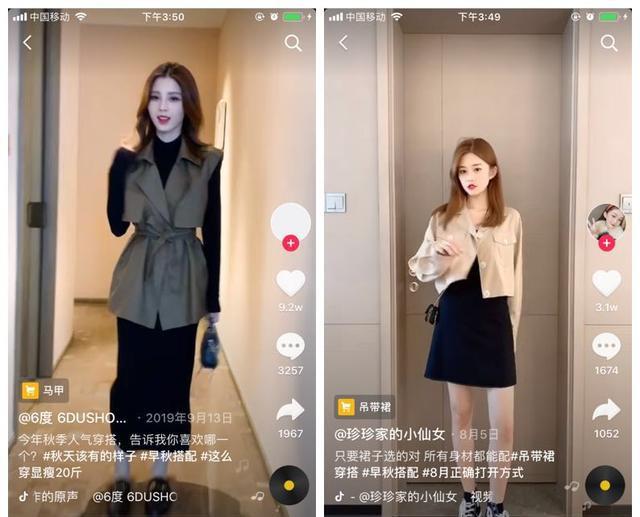 中国移动
下午3:50
9.2w
3257
1967
马甲
@6度 6DUSHO... · 2019年9月13日
今年秋季人气穿搭，告诉我你喜欢哪一
个？#秋天该有的样子 #早秋搭配 #这么
穿显瘦20斤
作的原声 @6度 6DUSHO
中国移动
下午3:49
3.1w
1674
1052
吊带裙
@珍珍家的小仙女 · 8月5日
只要裙子选的对 所有身材都能配#吊带裙
穿搭 #早秋搭配 #8月正确打开方式
- @珍珍家的小仙女 视频